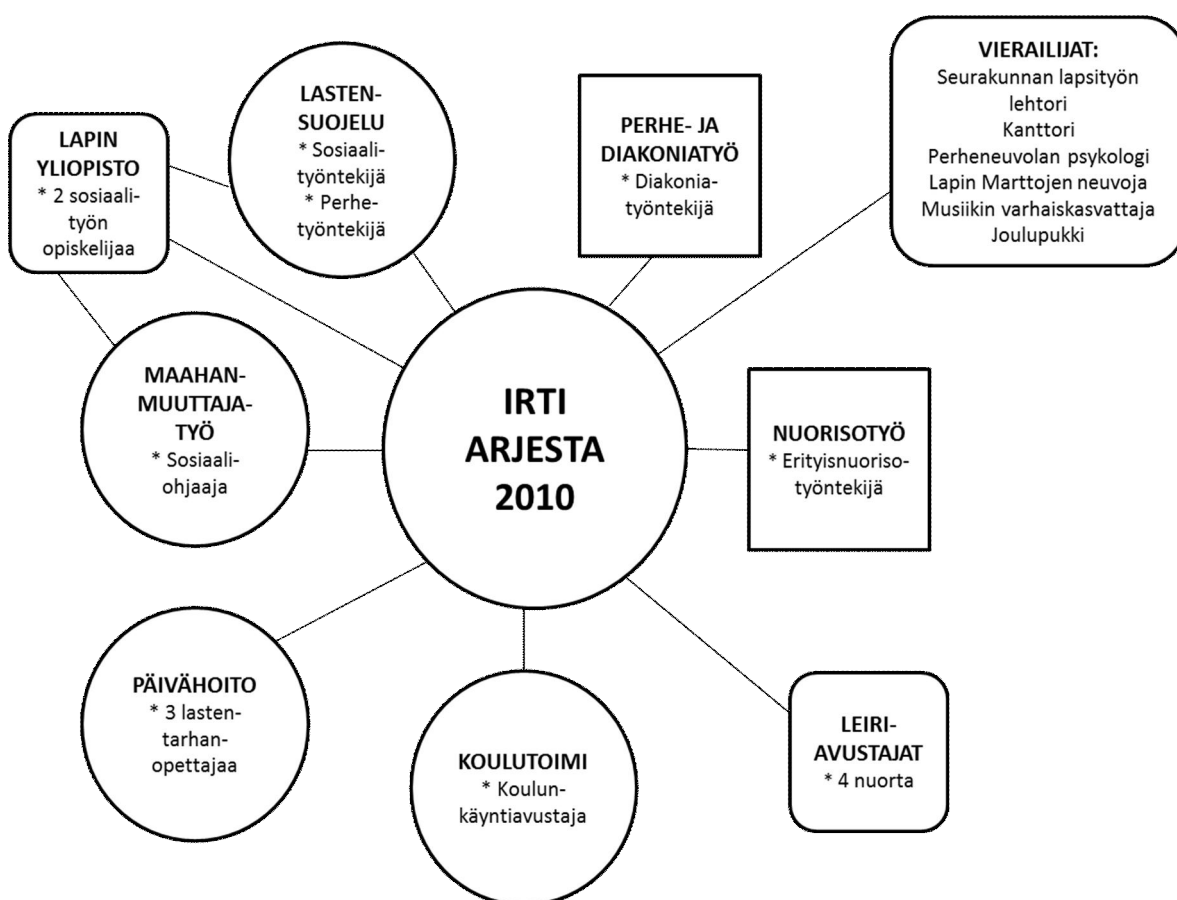 LAPIN
YLIOPISTO
* 2 sosiaali-
työn
opiskelijaa
LASTEN-
SUOJELU
* Sosiaali-
työntekijä
* Perhe-
työntekijä
PERHE- JA
DIAKONIATYÖ
* Diakonia-
työntekijä
VIERAILIJAT:
Seurakunnan lapsityön
lehtori
Kanttori
Perheneuvolan psykologi
Lapin Marttojen neuvoja
Musiikin varhaiskasvattaja
Joulupukki
MAAHAN-
MUUTTAJA-
TYÖ
* Sosiaali-
ohjaaja
IRTI
ARJESTA
2010
NUORISOTYÖ
* Erityisnuoriso-
työntekijä
PÄIVÄHOITO
* 3 lasten-
tarhan-
opettajaa
KOULUTOIMI
* Koulun-
käyntiavustaja
LEIRI-
AVUSTAJAT
* 4 nuorta